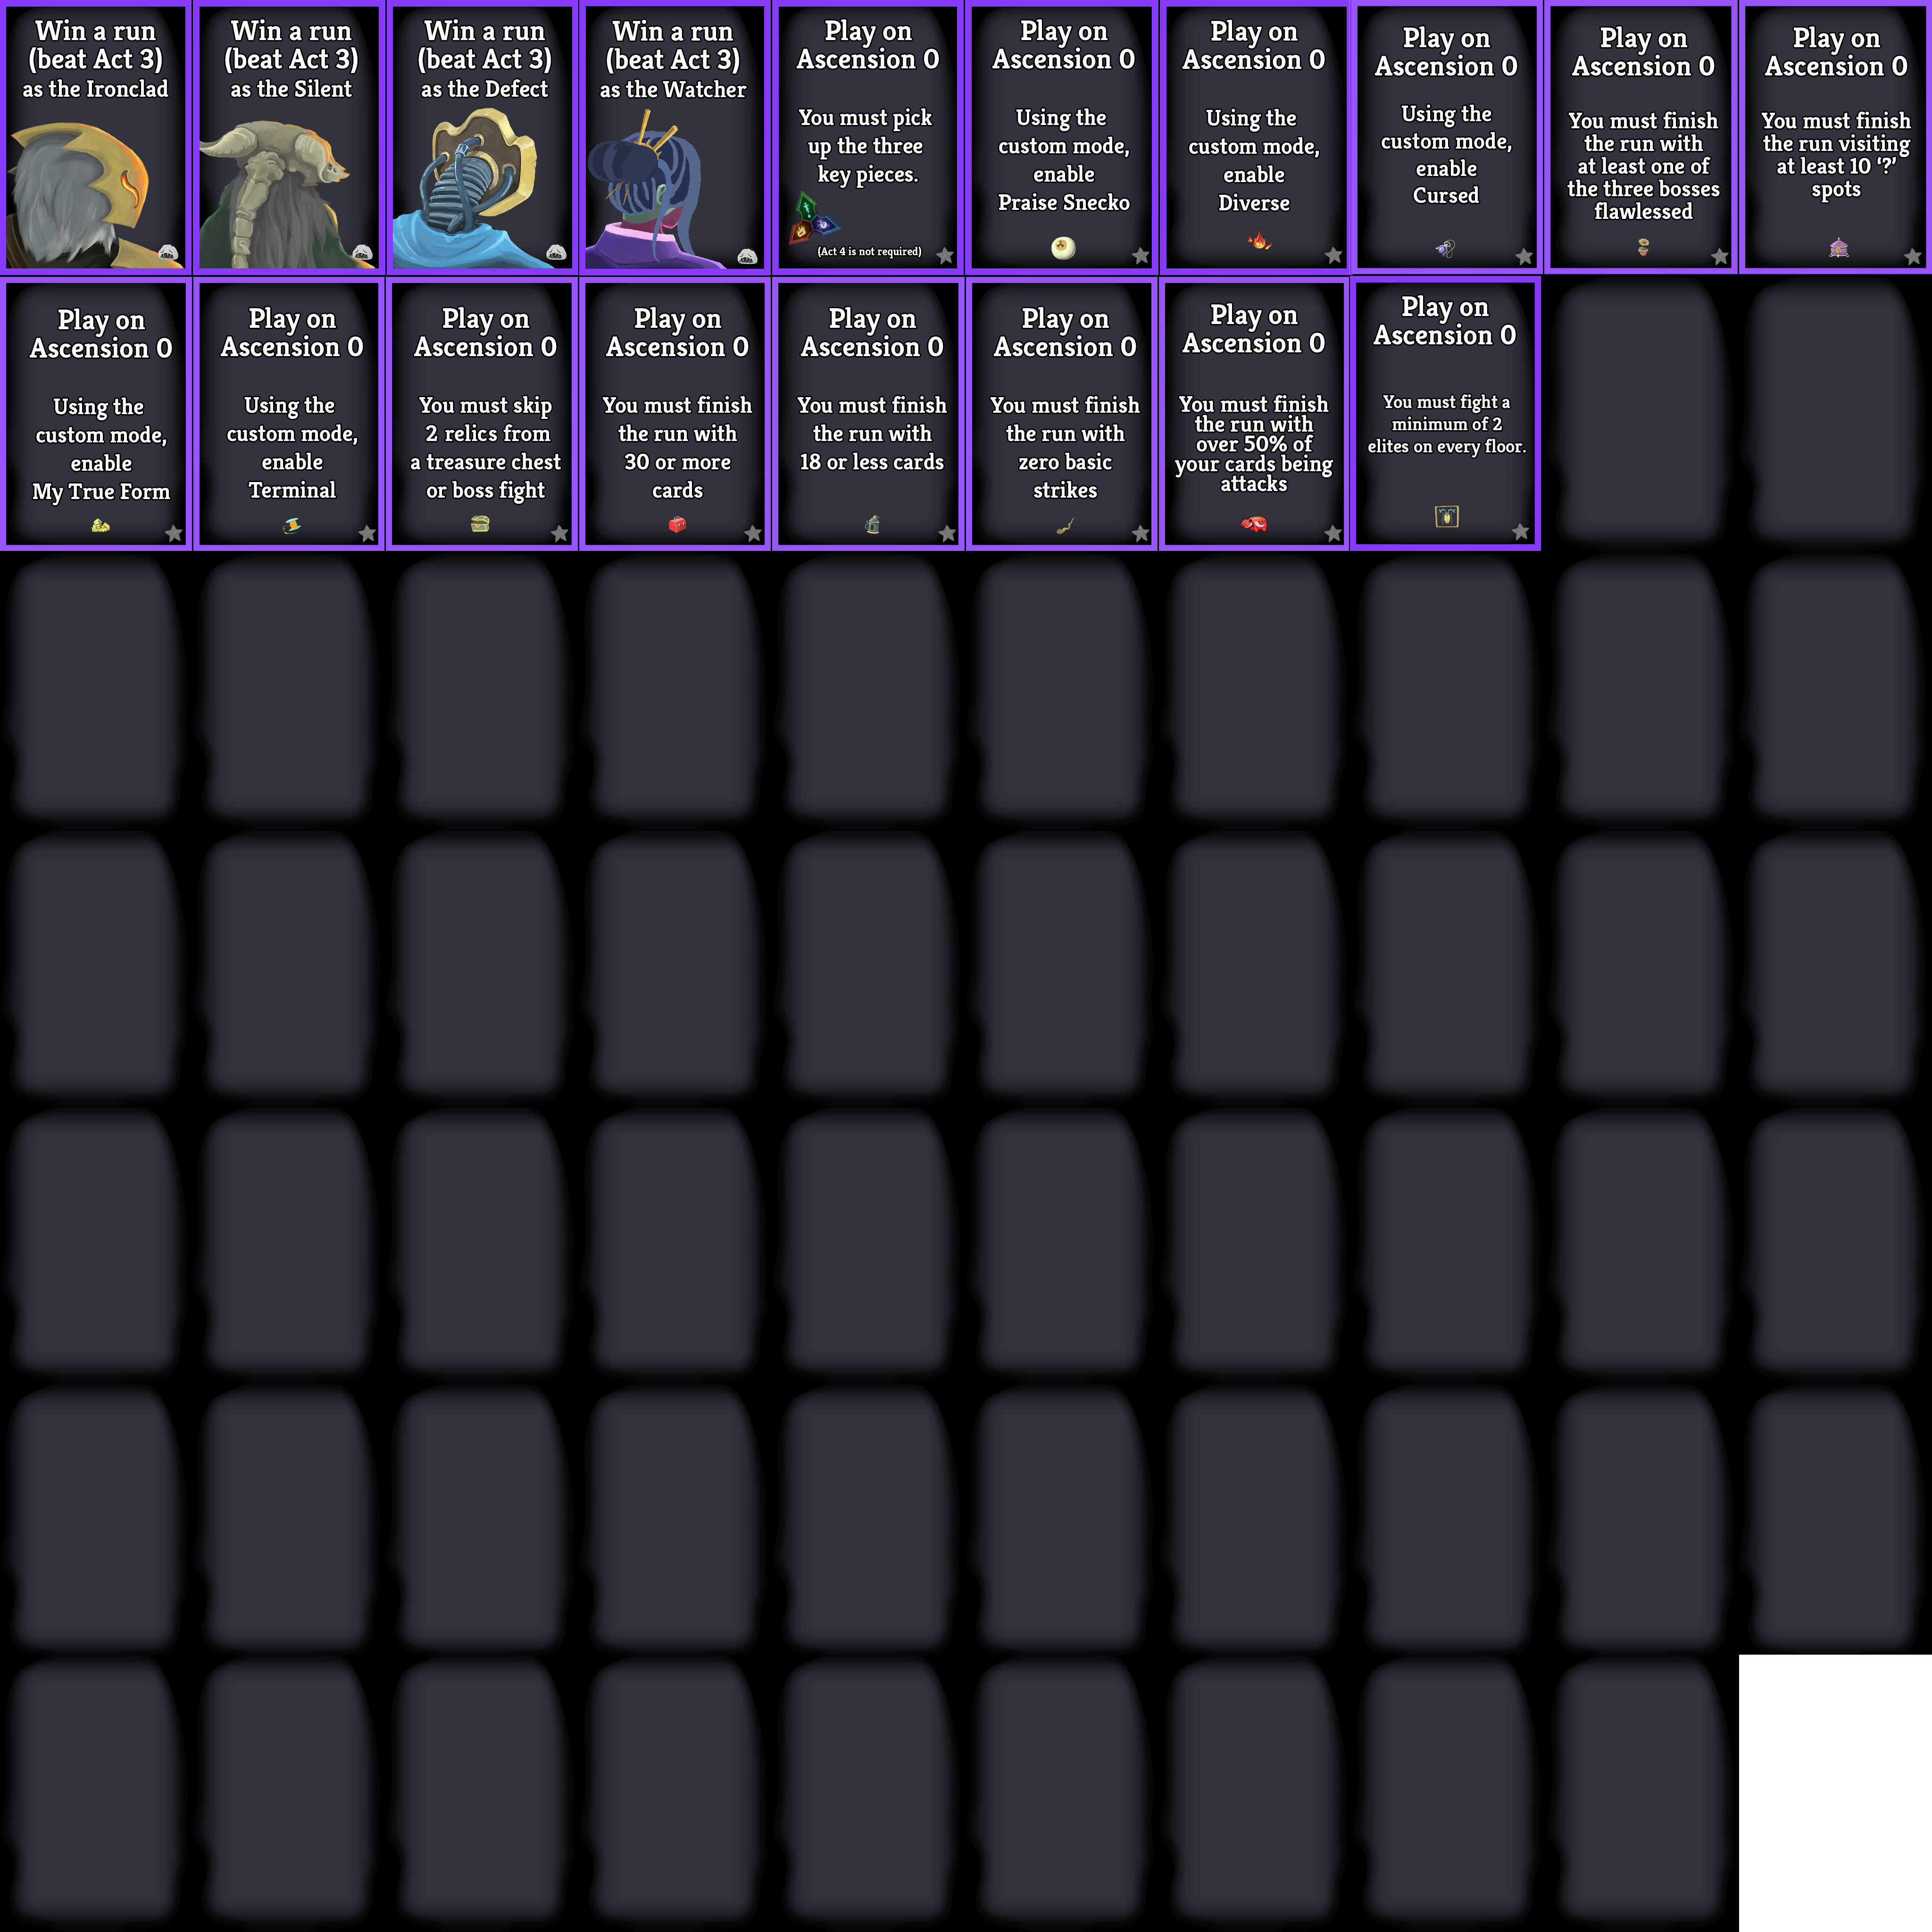 Win a run
(beat Act 3)
as the Ironclad
Win a run
(beat Act 3)
as the Silent
Win a run
(beat Act 3)
as the Defect
Win a run
(beat Act 3)
as the Watcher
Play on
Ascension 0
You must pick
up the three
key pieces.
(Act 4 is not required)
Play on
Ascension 0
Using the
custom mode,
enable
Praise Snecko
Play on
Ascension 0
Using the
custom mode,
enable
Diverse
Play on
Ascension 0
Using the
custom mode,
enable
Cursed
Play on
Ascension 0
You must finish
the run with
at least one of
the three bosses
flawlessed
Play on
Ascension 0
You must finish
the run visiting
at least 10 ‘?’
spots
Play on
Ascension 0
Using the
custom mode,
enable
My True Form
Play on
Ascension 0
Using the
custom mode,
enable
Terminal
Play on
Ascension 0
You must skip
2 relics from
a treasure chest
or boss fight
Play on
Ascension 0
You must finish
the run with
30 or more
cards
Play on
Ascension 0
You must finish
the run with
18 or less cards
Play on
Ascension 0
You must finish
the run with
zero basic
strikes
Play on
Ascension 0
You must finish
the run with
over 50% of
your cards being
attacks
Play on
Ascension 0
You must fight a
minimum of 2
elites on every floor.